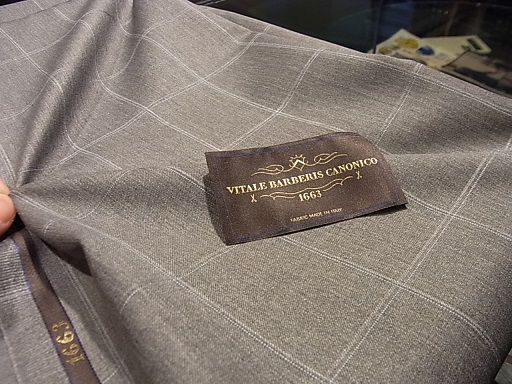 VITALE BARBERIS CANONICO
1663
FABRIC MADE IN ITALY
1663